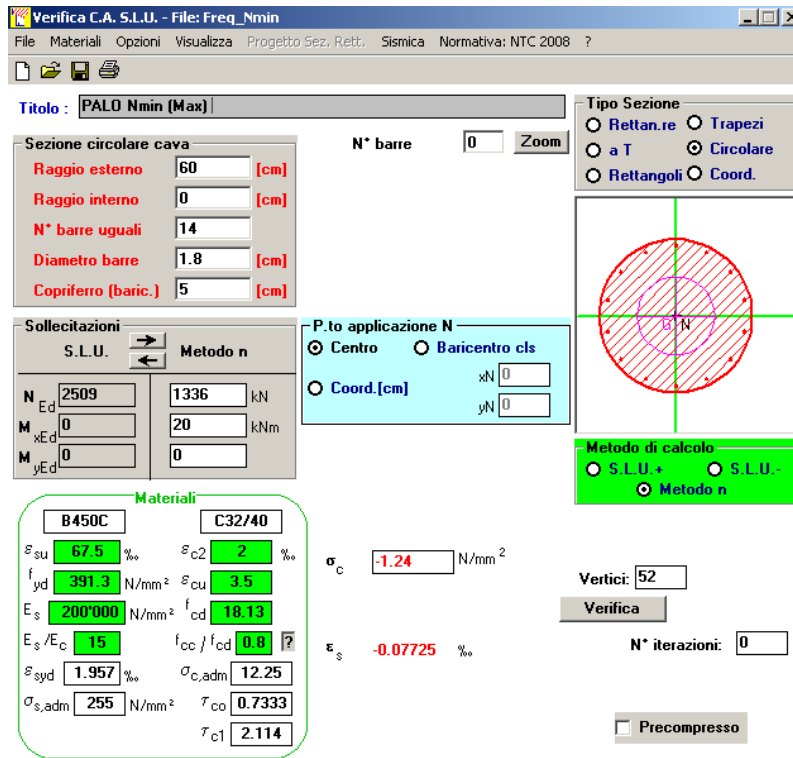 Verifica C.A. S.L.U. - File: Freq_Nmin
File Materiali Opzioni Visualizza Progetto Sez. Rett. Sismica Normativa: NTC 2008 ?
Titolo : PALO Nmin (Max)
Sezione circolare cava
Raggio esterno 60 [cm]
Raggio interno 0 [cm]
N° barre uguali 14
Diametro barre 1.8 [cm]
Copriferro (baric.) 5 [cm]
N° barre 0 Zoom
Tipo Sezione
Rettan.re Trapezi
a T Circolare
Rettangoli Coord.
G N
Sollecitazioni
S.L.U. Metodo n
N Ed 2509 1336 kN
M xEd 0 20 kNm
M yEd 0 0
P.to applicazione N
Centro Baricentro cls
Coord.[cm] xN 0
yN 0
Metodo di calcolo
S.L.U.+ S.L.U.-
Metodo n
Materiali
B450C C32/40
εsu 67.5 ‰ εc2 2 ‰
fyd 391.3 N/mm² εcu 3.5
Es 200'000 N/mm² fcd 18.13
Es/Ec 15 fcc / fcd 0.8 ?
εsyd 1.957 ‰ σc,adm 12.25
σs,adm 255 N/mm² τco 0.7333
τc1 2.114
σc -1.24 N/mm²
εs -0.07725 ‰
Vertici: 52
Verifica
N° iterazioni: 0
Precompresso